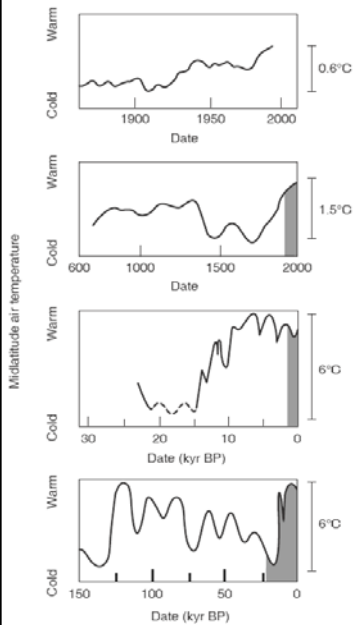 Midlatitude air temperature
Warm
Cold
0.6°C
1900 1950 2000
Date
Warm
Cold
1.5°C
600 1000 1500 2000
Date
Warm
Cold
6°C
30 20 10 0
Date (kyr BP)
Warm
Cold
6°C
150 100 50 0
Date (kyr BP)